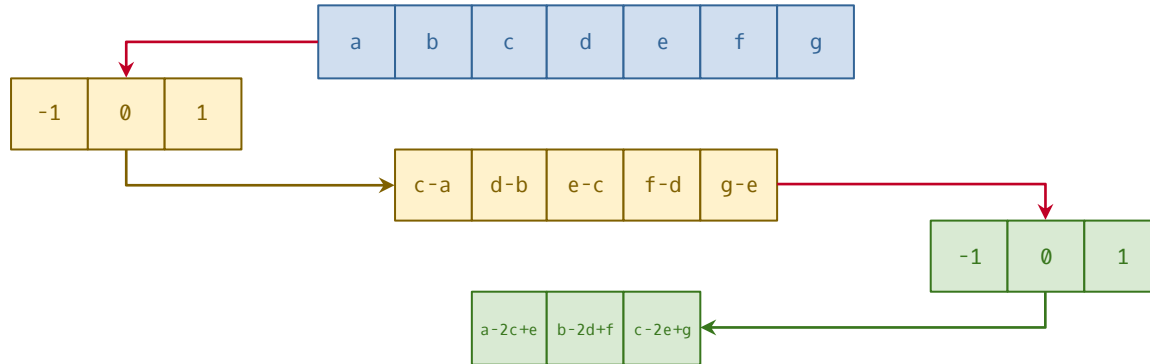 a b c d e f g
-1 0 1
c-a d-b e-c f-d g-e
-1 0 1
a-2c+e b-2d+f c-2e+g